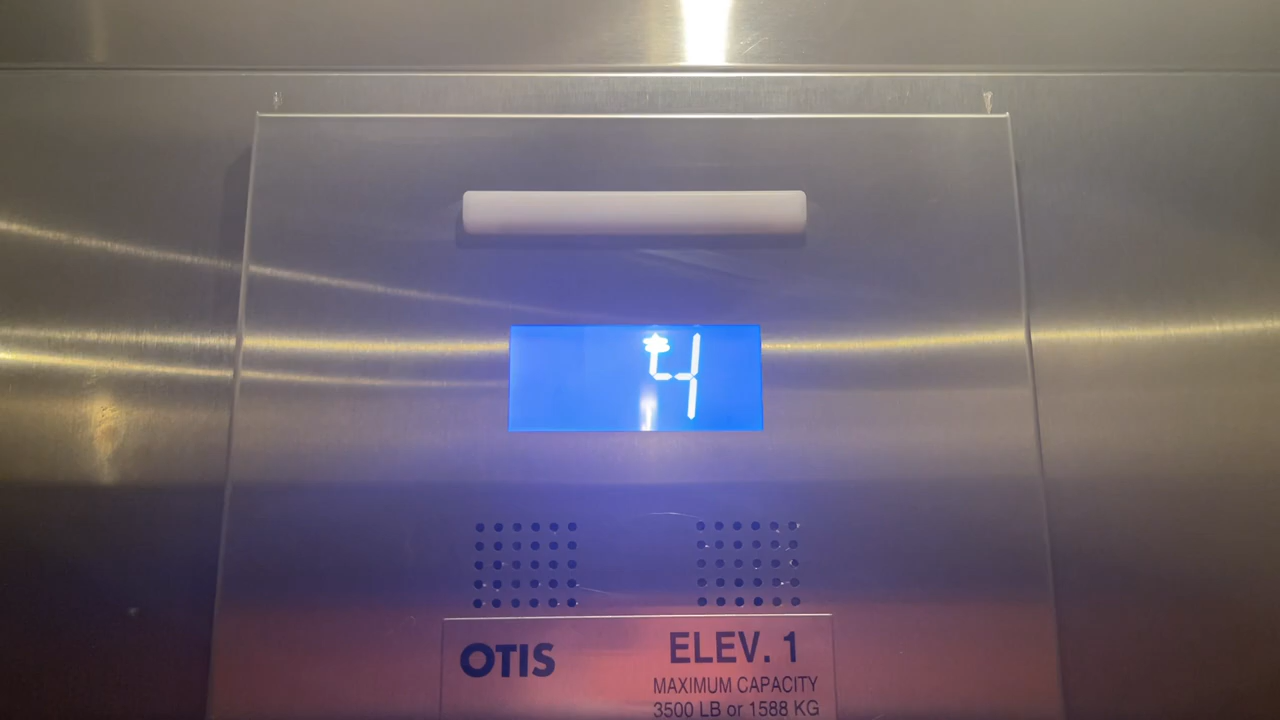 4
OTIS
ELEV. 1
MAXIMUM CAPACITY
3500 LB or 1588 KG